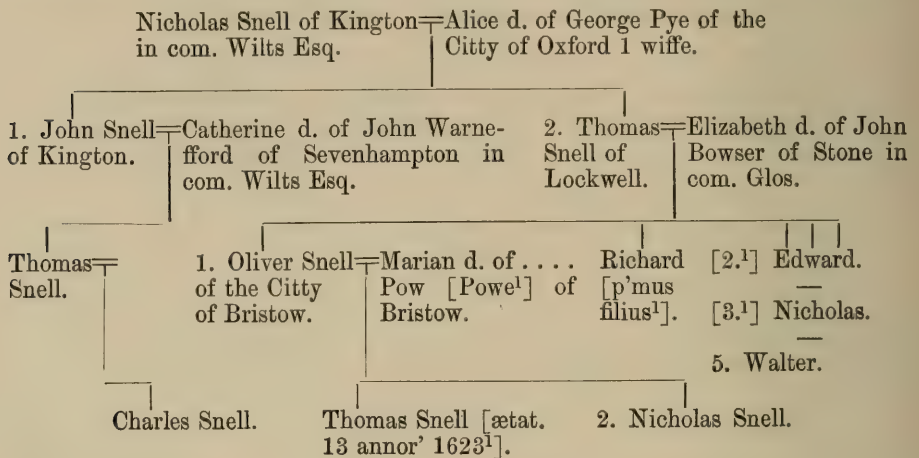 Nicholas Snell of Kington
in com. Wilts Esq.
Alice d. of George Pye of the
Citty of Oxford 1 wiffe.
1. John Snell
of Kington.
Catherine d. of John Warne-
fford of Sevenhampton in
com. Wilts Esq.
2. Thomas
Snell of
Lockwell.
Elizabeth d. of John
Bowser of Stone in
com. Glos.
Thomas
Snell.
1. Oliver Snell
of the Citty
of Bristow.
Marian d. of ....
Pow [Powe¹] of
Bristow.
Richard
[p'mus
filius¹].
[2.¹] Edward.
[3.¹] Nicholas.
5. Walter.
Charles Snell.
Thomas Snell [ætat.
13 annor' 1623¹].
2. Nicholas Snell.